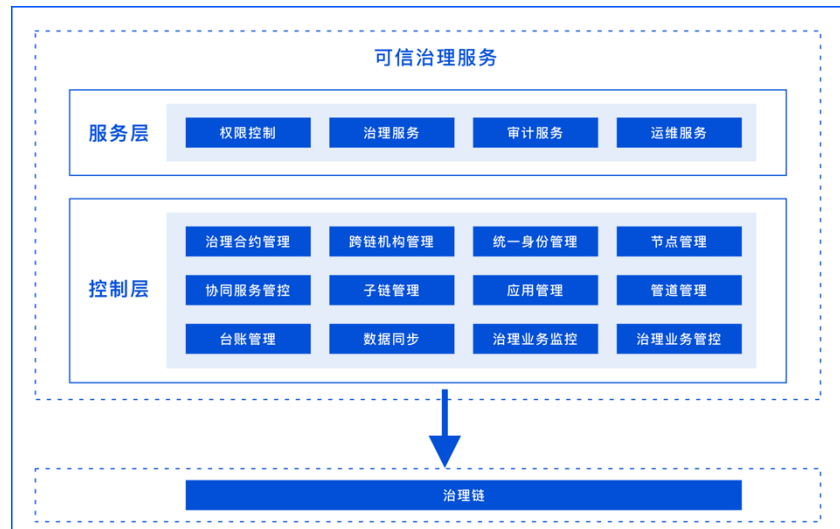 可信治理服务
服务层
权限控制 治理服务 审计服务 运维服务
控制层
治理合约管理 跨链机构管理 统一身份管理 节点管理
协同服务管控 子链管理 应用管理 管道管理
台账管理 数据同步 治理业务监控 治理业务管控
治理链